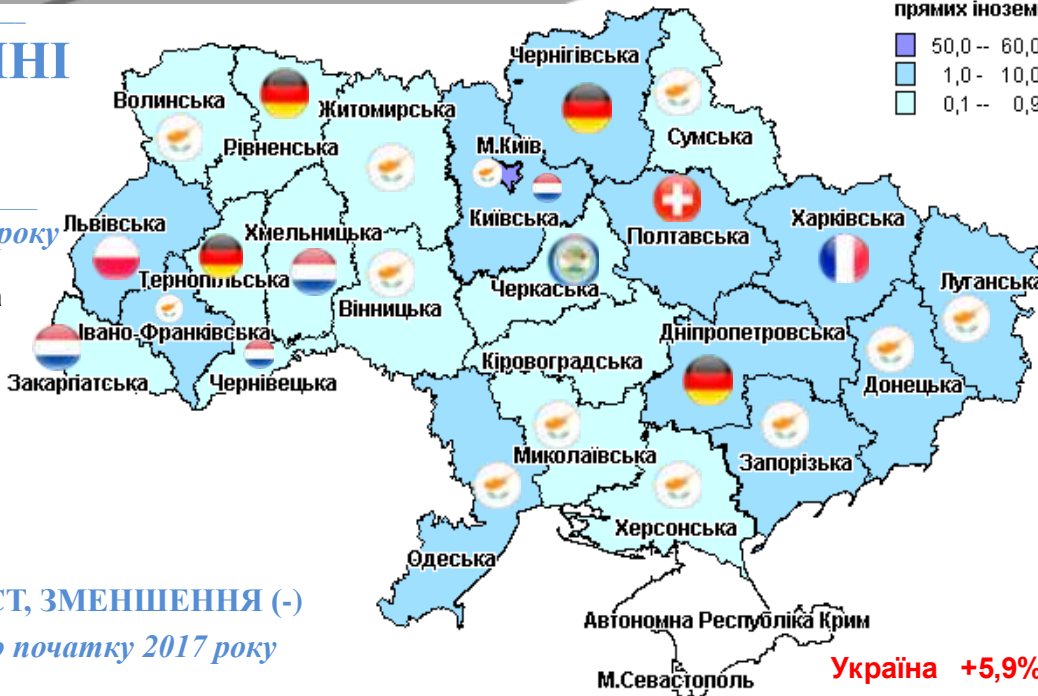 прямих інозем
50,0 -- 60,0
1,0 - 10,0
0,1 -- 0,9
ІНІ
року
а
Чернігівська
Волинська
Житомирська
Рівненська
М.Київ
Сумська
Львівська
Хмельницька
Київська
Полтавська
Харківська
Тернопільська
Черкаська
Луганська
Вінницька
Івано-Франківська
Дніпропетровська
Кіровоградська
Закарпатська
Чернівецька
Донецька
Миколаївська
Запорізька
Херсонська
Одеська
СТ, ЗМЕНШЕННЯ (-)
о початку 2017 року
Автономна Республіка Крим
М.Севастополь
Україна +5,9%